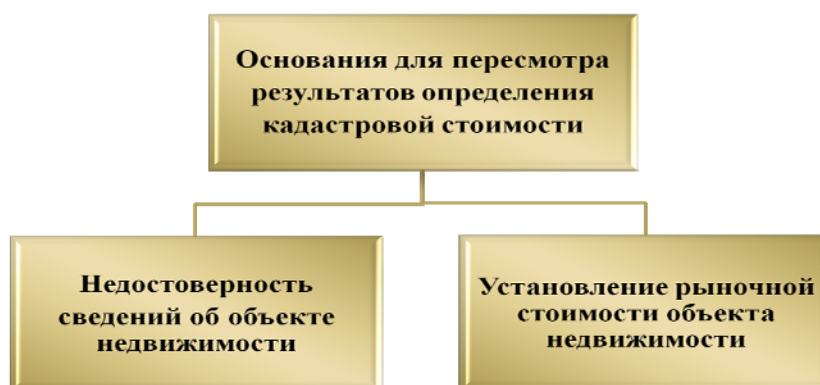 Основания для пересмотра
результатов определения
кадастровой стоимости
Недостоверность
сведений об объекте
недвижимости
Установление рыночной
стоимости объекта
недвижимости